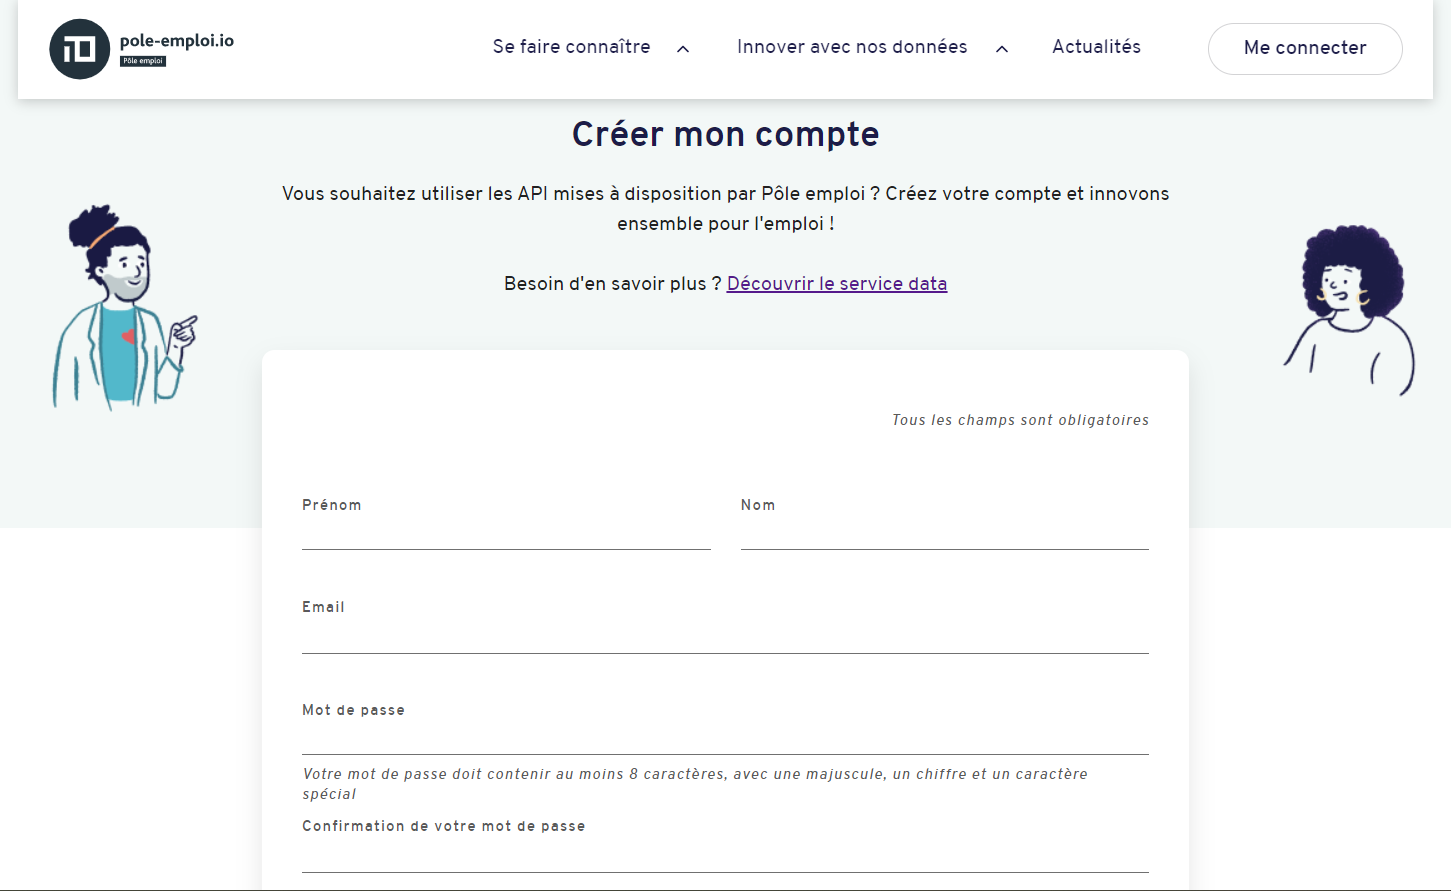 pole-emploi.io
Pôle emploi
Se faire connaître
Innover avec nos données
Actualités
Me connecter
Créer mon compte
Vous souhaitez utiliser les API mises à disposition par Pôle emploi ? Créez votre compte et innovons
ensemble pour l'emploi !
Besoin d'en savoir plus ? Découvrir le service data
Tous les champs sont obligatoires
Prénom
Nom
Email
Mot de passe
Votre mot de passe doit contenir au moins 8 caractères, avec une majuscule, un chiffre et un caractère
spécial
Confirmation de votre mot de passe